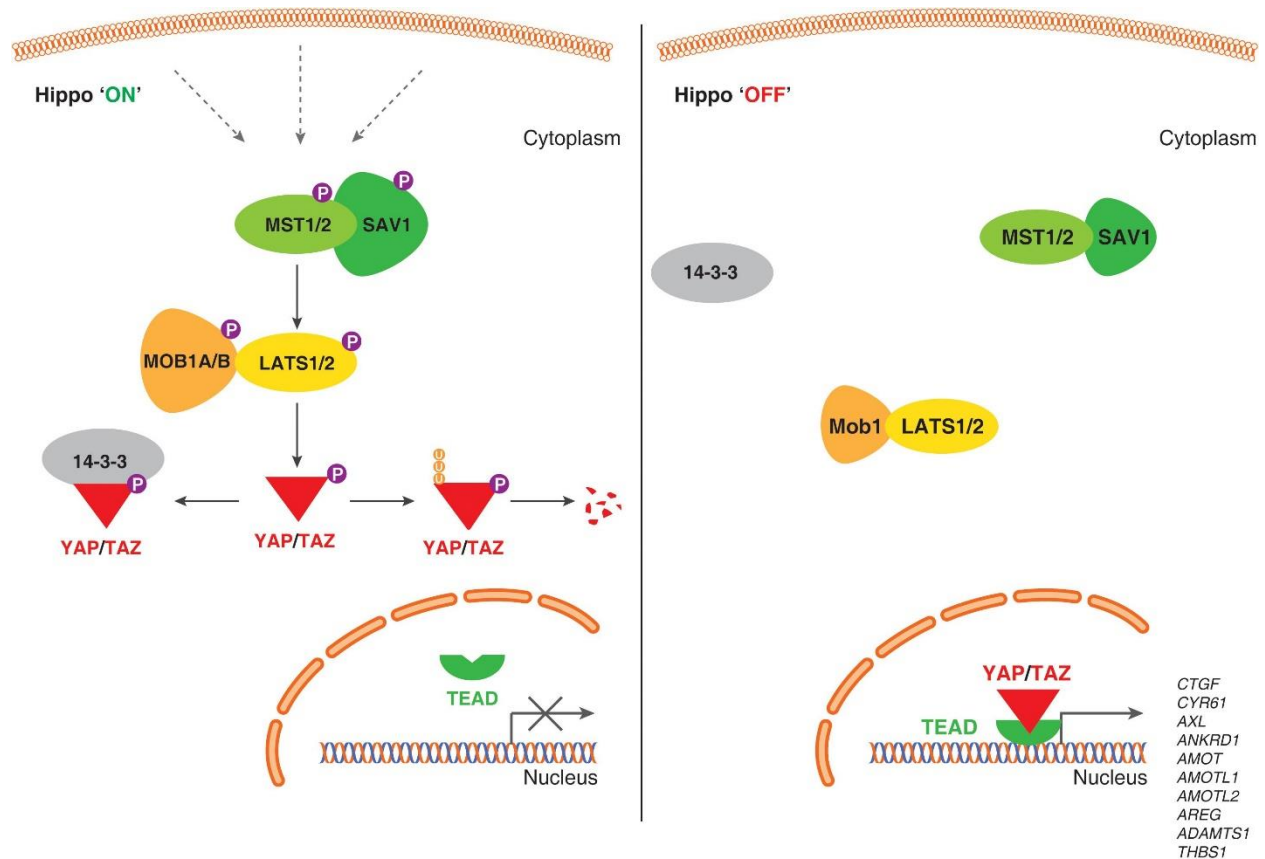 Hippo ‘ON’
Cytoplasm
P
P
MST1/2
SAV1
P
P
MOB1A/B
LATS1/2
14-3-3
P
YAP/TAZ
P
YAP/TAZ
U
U
U
P
YAP/TAZ
TEAD
Nucleus
Hippo ‘OFF’
Cytoplasm
MST1/2
SAV1
14-3-3
Mob1
LATS1/2
YAP/TAZ
TEAD
Nucleus
CTGF
CYR61
AXL
ANKRD1
AMOT
AMOTL1
AMOTL2
AREG
ADAMTS1
THBS1